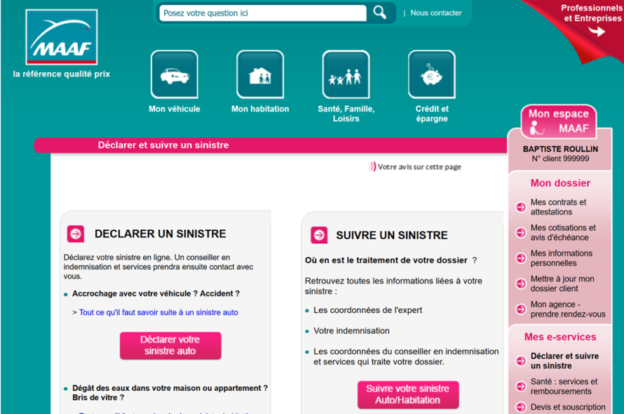 MAAF
la référence qualité prix
Posez votre question ici
| Nous contacter
Professionnels
et Entreprises
Mon véhicule
Mon habitation
Santé, Famille,
Loisirs
Crédit et
épargne
Mon espace
MAAF
BAPTISTE ROULLIN
N° client 999999
Déclarer et suivre un sinistre
Votre avis sur cette page
DECLARER UN SINISTRE
Déclarez votre sinistre en ligne. Un conseiller en
indemnisation et services prendra ensuite contact avec
vous.
Accrochage avec votre véhicule ? Accident ?
> Tout ce qu'il faut savoir suite à un sinistre auto
Déclarer votre
sinistre auto
Dégât des eaux dans votre maison ou appartement ?
Bris de vitre ?
SUIVRE UN SINISTRE
Où en est le traitement de votre dossier ?
Retrouvez toutes les informations liées à votre
sinistre :
Les coordonnées de l'expert
Votre indemnisation
Les coordonnées du conseiller en indemnisation
et services qui traite votre dossier.
Suivre votre sinistre
Auto/Habitation
Mon dossier
Mes contrats et
attestations
Mes cotisations et
avis d'échéance
Mes informations
personnelles
Mettre à jour mon
dossier client
Mon agence -
prendre rendez-vous
Mes e-services
Déclarer et suivre
un sinistre
Santé : services et
remboursements
Devis et souscription